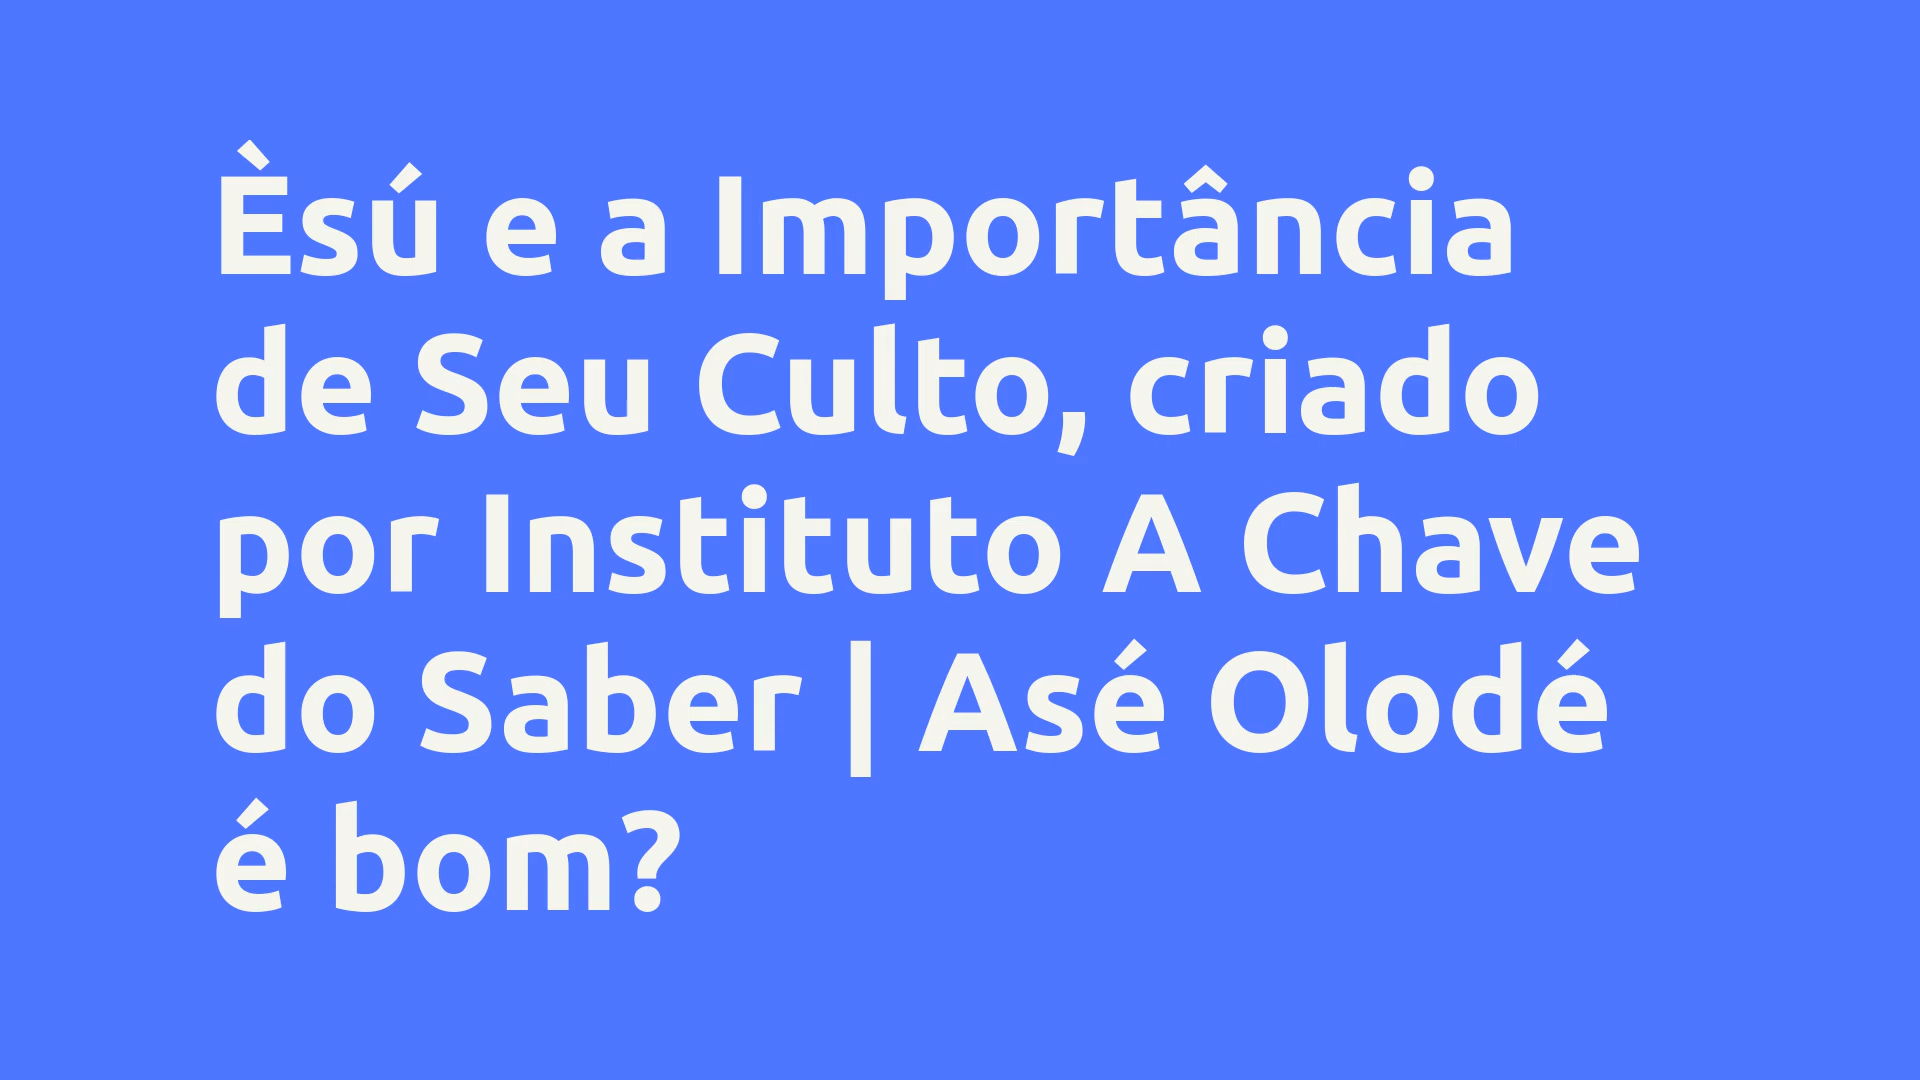 Èsú e a Importância
de Seu Culto, criado
por Instituto A Chave
do Saber | Asé Olodé
é bom?